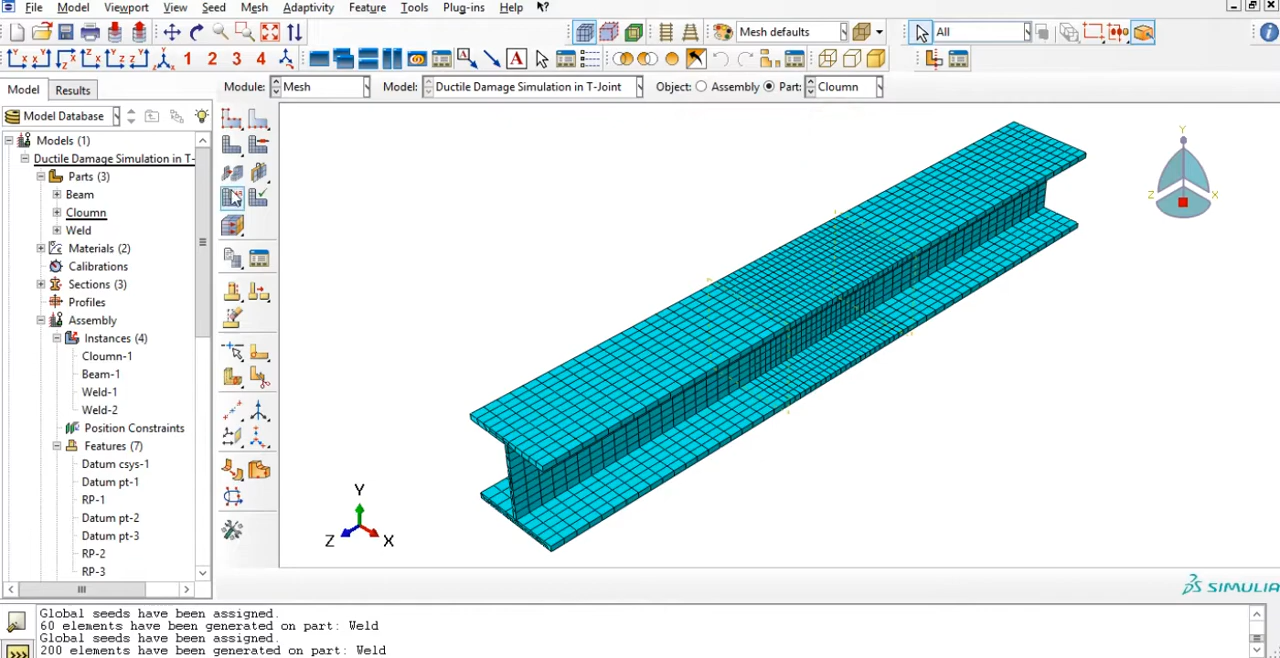 File Model Viewport View Seed Mesh Adaptivity Feature Tools Plug-ins Help
Mesh defaults All
1 2 3 4 A
Model Results Module: Mesh Model: Ductile Damage Simulation in T-Joint Object: Assembly Part: Cloumn
Model Database
Models (1)
Ductile Damage Simulation in T-
Parts (3)
Beam
Cloumn
Weld
Materials (2)
Calibrations
Sections (3)
Profiles
Assembly
Instances (4)
Cloumn-1
Beam-1
Weld-1
Weld-2
Position Constraints
Features (7)
Datum csys-1
Datum pt-1
RP-1
Datum pt-2
Datum pt-3
RP-2
RP-3
Y
Z X
Y
Z X
SIMULIA
Global seeds have been assigned.
60 elements have been generated on part: Weld
Global seeds have been assigned.
200 elements have been generated on part: Weld